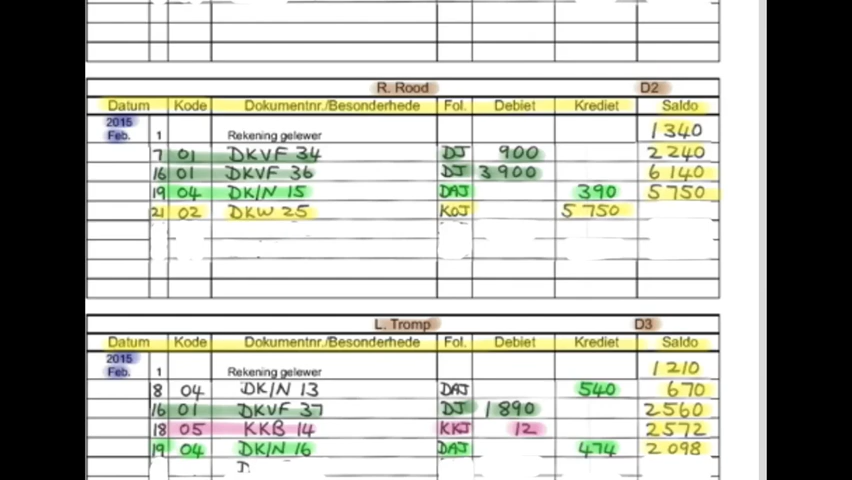 R. Rood D2
Datum Kode Dokumentnr./Besonderhede Fol. Debiet Krediet Saldo
2015
Feb. 1 Rekening gelewer 1340
7 01 DKVF 34 DJ 900 2240
16 01 DKVF 36 DJ 3900 6140
19 04 DK/N 15 DAJ 390 5750
21 02 DKW 25 KOJ 5750
L. Tromp D3
Datum Kode Dokumentnr./Besonderhede Fol. Debiet Krediet Saldo
2015
Feb. 1 Rekening gelewer 1210
8 04 DK/N 13 DAJ 540 670
16 01 DKVF 37 DJ 1890 2560
18 05 KKB 14 KKJ 12 2572
19 04 DK/N 16 DAJ 474 2098